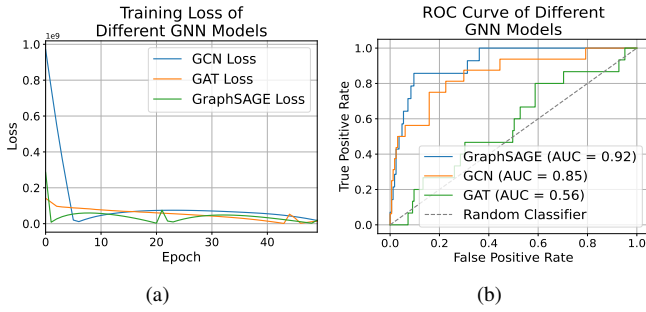 Training Loss of
Different GNN Models
1e9
1.0
0.8
0.6
0.4
0.2
0.0
Loss
GCN Loss
GAT Loss
GraphSAGE Loss
0
10
20
30
40
Epoch
(a)
ROC Curve of Different
GNN Models
1.0
0.8
0.6
0.4
0.2
0.0
True Positive Rate
GraphSAGE (AUC = 0.92)
GCN (AUC = 0.85)
GAT (AUC = 0.56)
Random Classifier
0.0
0.2
0.4
0.6
0.8
1.0
False Positive Rate
(b)